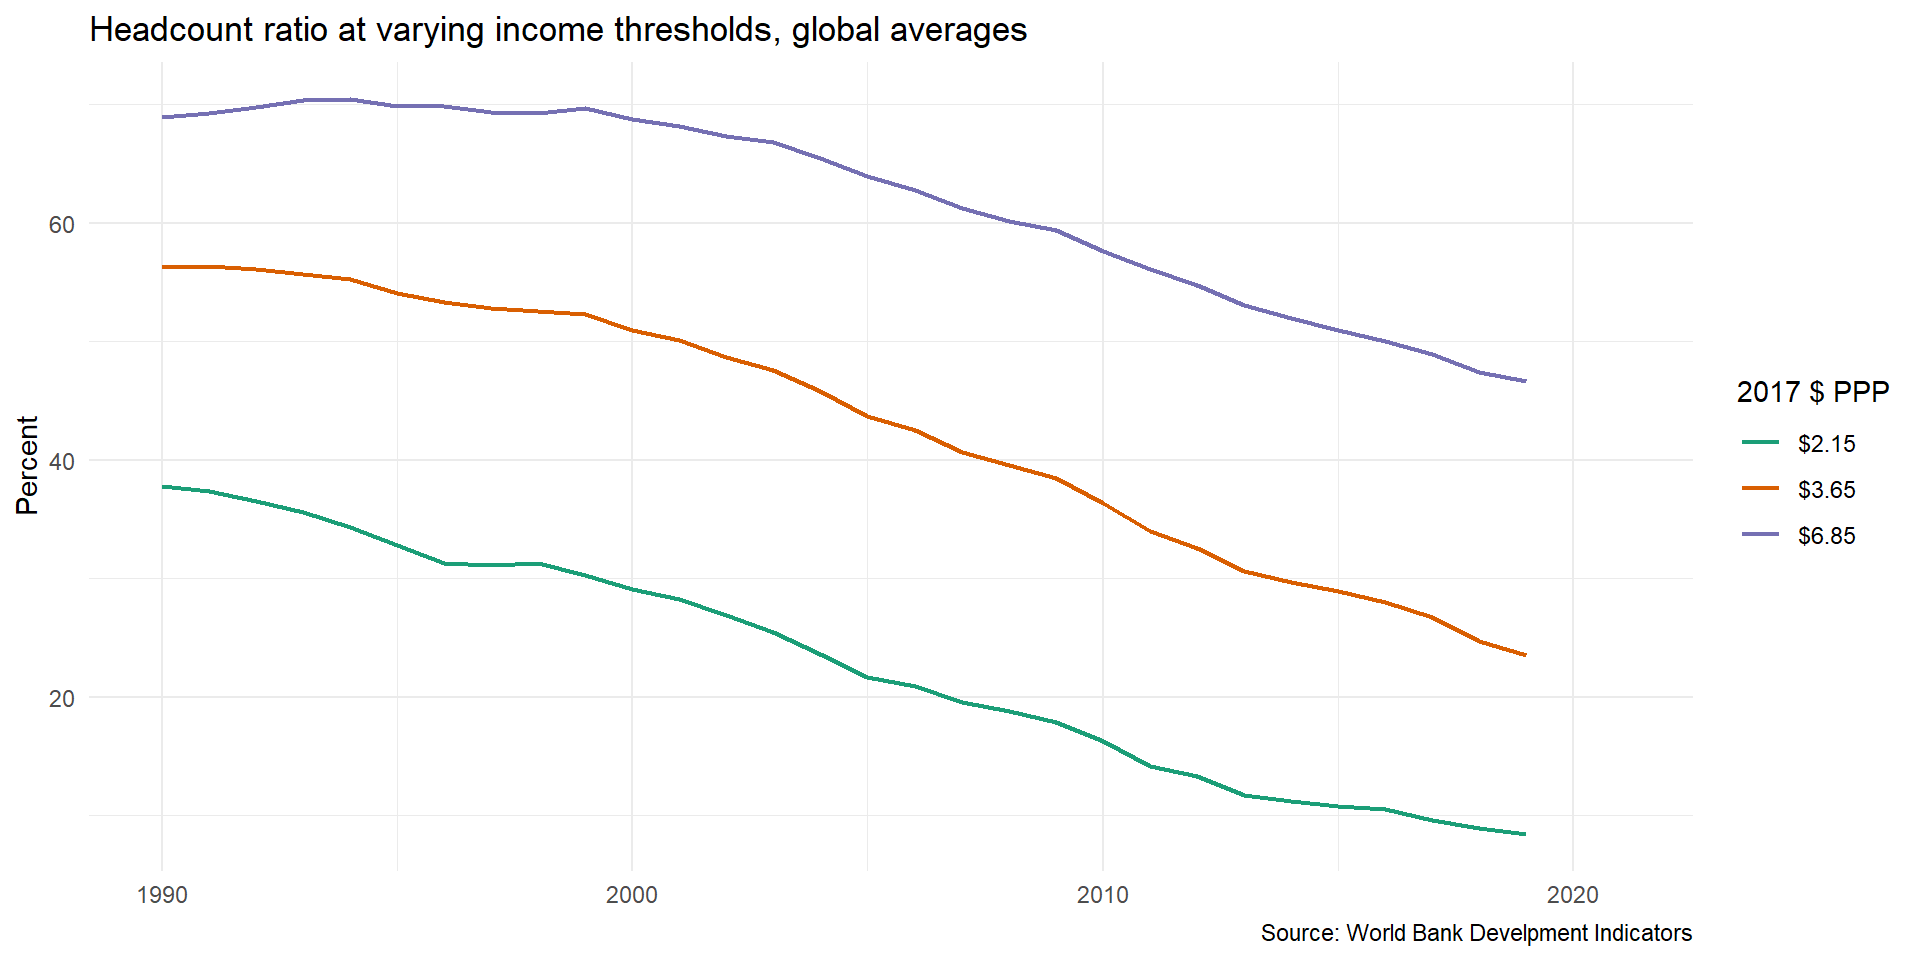 Headcount ratio at varying income thresholds, global averages
Percent
60
40
20
1990 2000 2010 2020
2017 $ PPP
$2.15
$3.65
$6.85
Source: World Bank Develpment Indicators